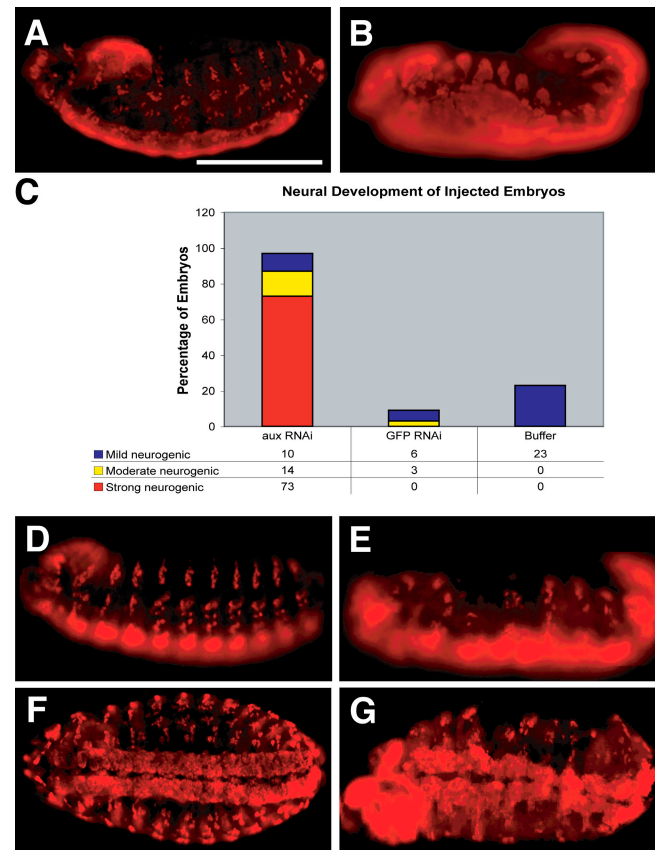 A
B
C
Neural Development of Injected Embryos
Percentage of Embryos
120
100
80
60
40
20
0
aux RNAi GFP RNAi Buffer
Mild neurogenic 10 6 23
Moderate neurogenic 14 3 0
Strong neurogenic 73 0 0
D
E
F
G